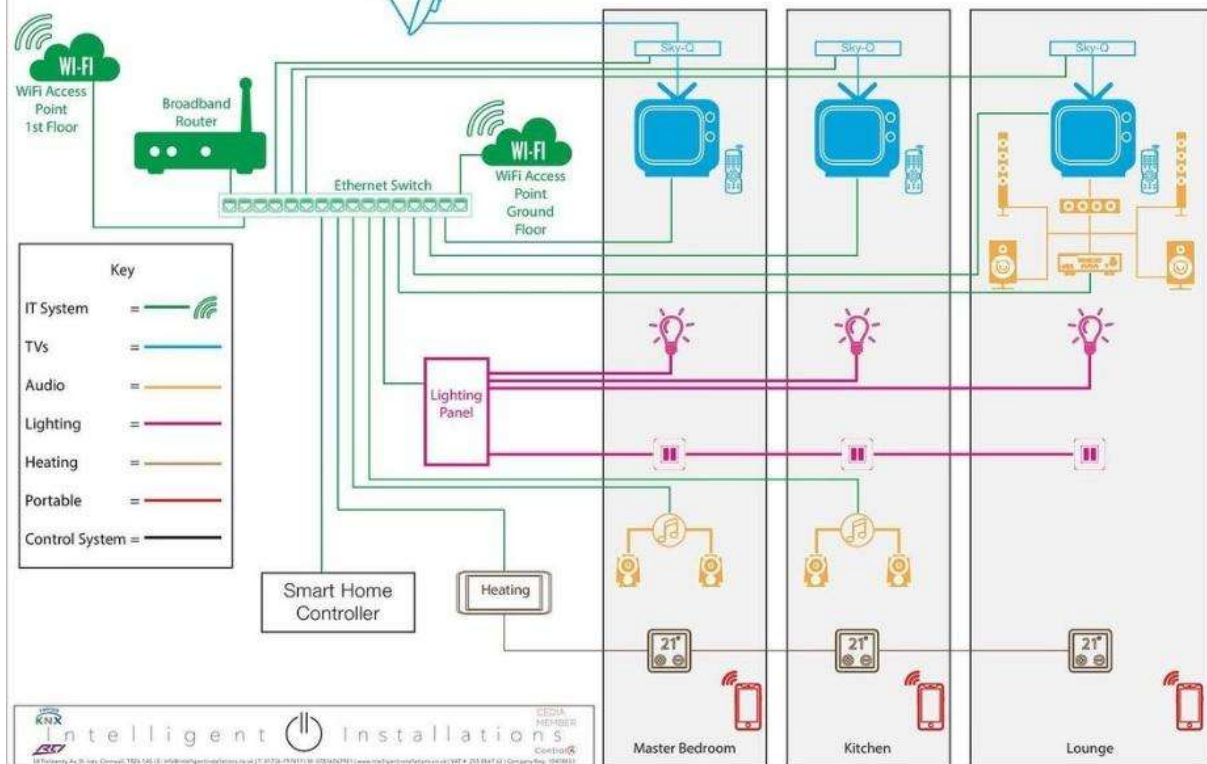 Sky-Q
Sky-Q
Sky-Q
WI-FI
WiFi Access
Point
1st Floor
Broadband
Router
WI-FI
WiFi Access
Point
Ground
Floor
Ethernet Switch
Key
IT System =
TVs =
Audio =
Lighting =
Heating =
Portable =
Control System =
Lighting
Panel
Smart Home
Controller
Heating
21°
21°
21°
Master Bedroom
Kitchen
Lounge
KNX
RTI
Intelligent Installations
CEDIA
MEMBER
Control4